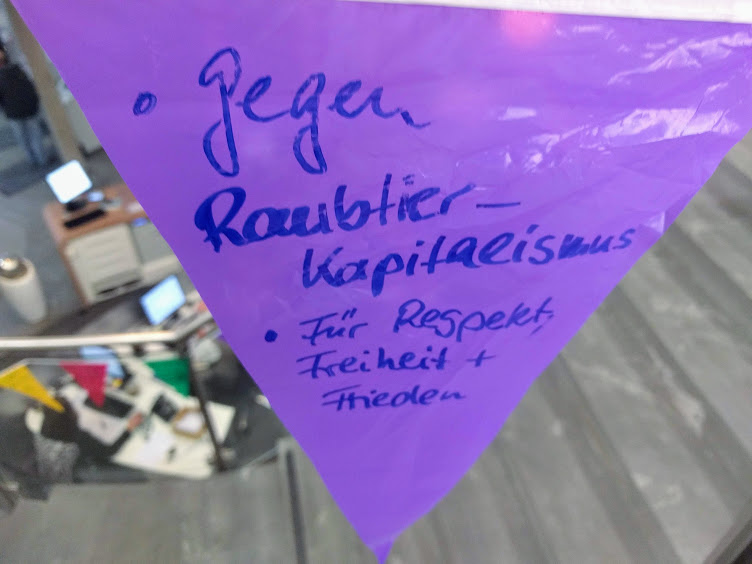 • Gegen
Raubtier-
Kapitalismus
• Für Respekt,
Freiheit +
Frieden